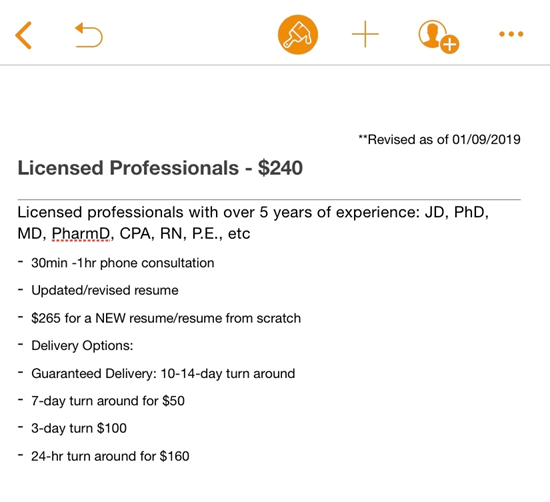 **Revised as of 01/09/2019
Licensed Professionals - $240
Licensed professionals with over 5 years of experience: JD, PhD,
MD, PharmD, CPA, RN, P.E., etc
- 30min -1hr phone consultation
- Updated/revised resume
- $265 for a NEW resume/resume from scratch
- Delivery Options:
- Guaranteed Delivery: 10-14-day turn around
- 7-day turn around for $50
- 3-day turn $100
- 24-hr turn around for $160